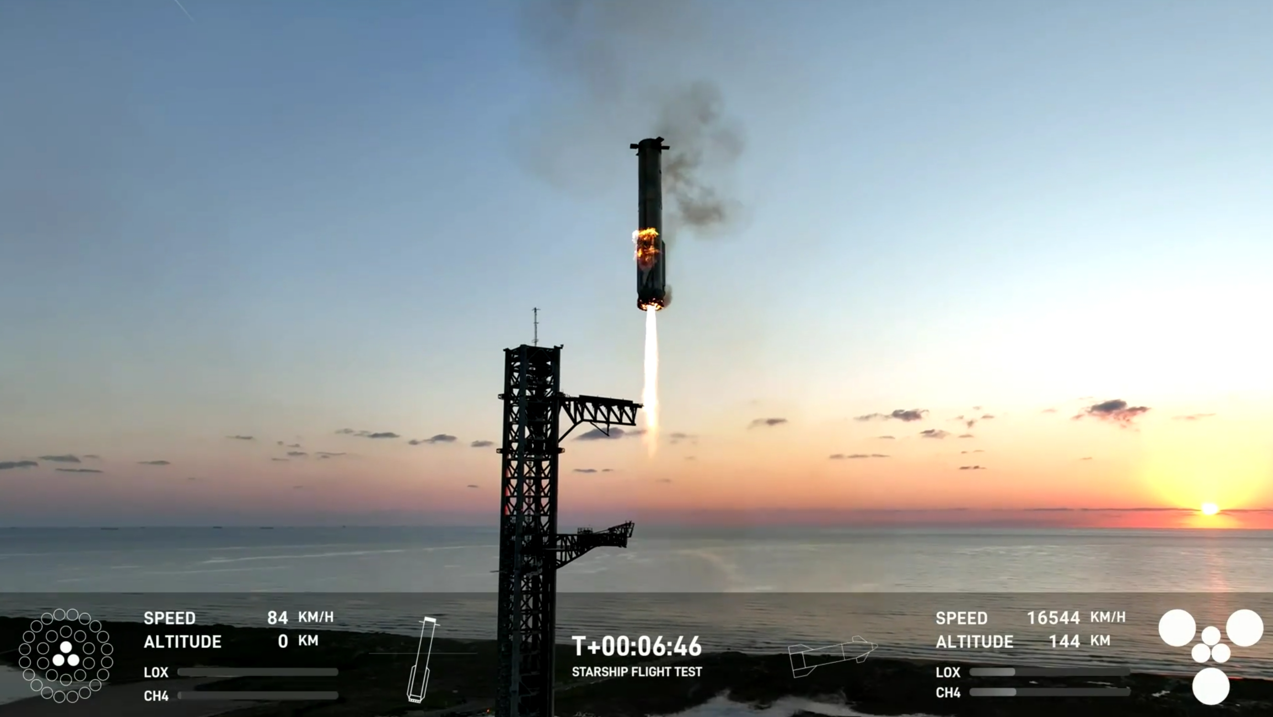 SPEED 84 KM/H
ALTITUDE 0 KM
LOX
CH4
T+00:06:46
STARSHIP FLIGHT TEST
SPEED 16544 KM/H
ALTITUDE 144 KM
LOX
CH4